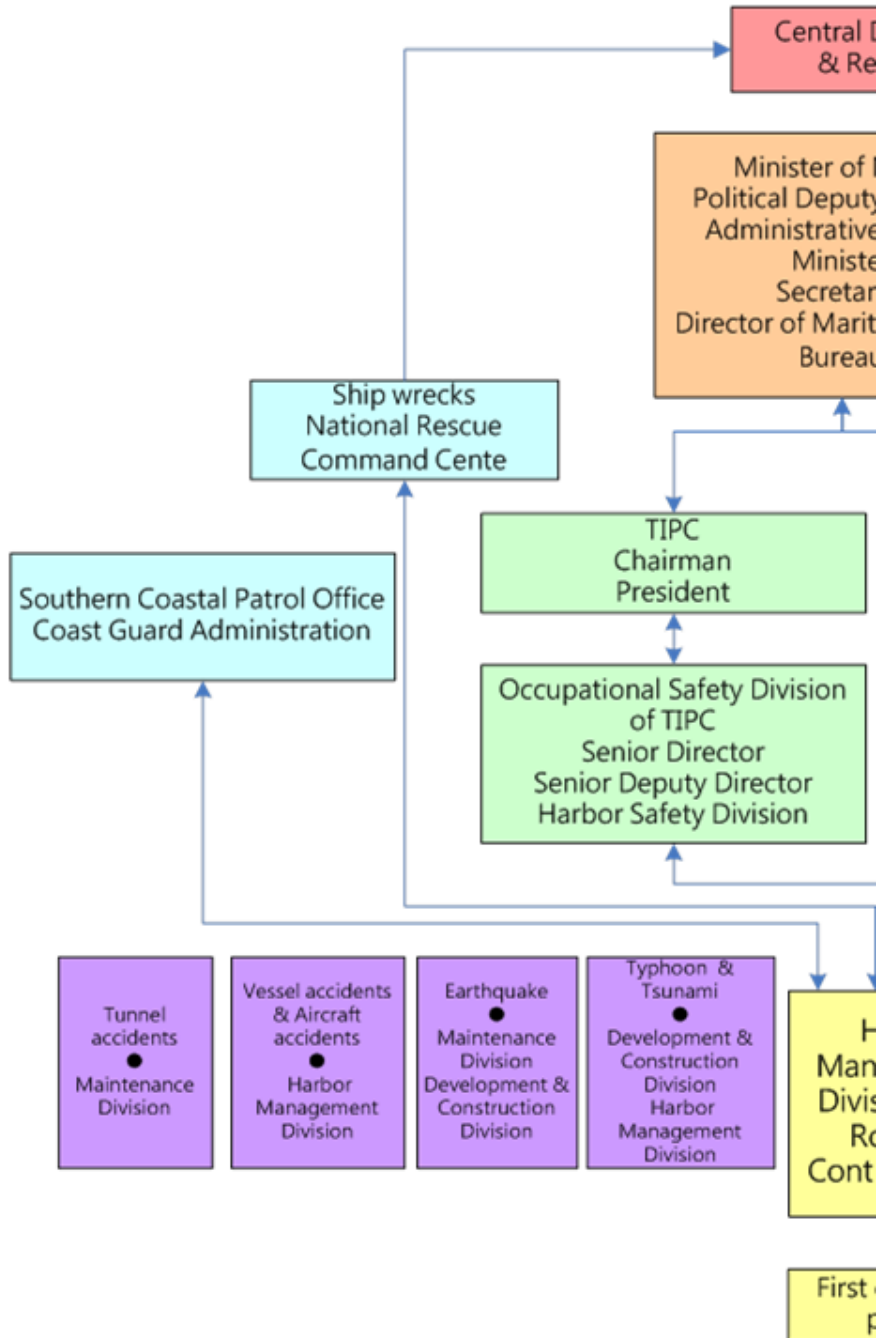 Central
& Re
Minister of
Political Deputy
Administrative
Ministe
Secretar
Director of Marit
Bureau
Ship wrecks
National Rescue
Command Cente
TIPC
Chairman
President
Southern Coastal Patrol Office
Coast Guard Administration
Occupational Safety Division
of TIPC
Senior Director
Senior Deputy Director
Harbor Safety Division
Tunnel
accidents
●
Maintenance
Division
Vessel accidents
& Aircraft
accidents
●
Harbor
Management
Division
Earthquake
●
Maintenance
Division
Development &
Construction
Division
Typhoon &
Tsunami
●
Development &
Construction
Division
Harbor
Management
Division
H
Man
Divis
Ro
Cont
First
p